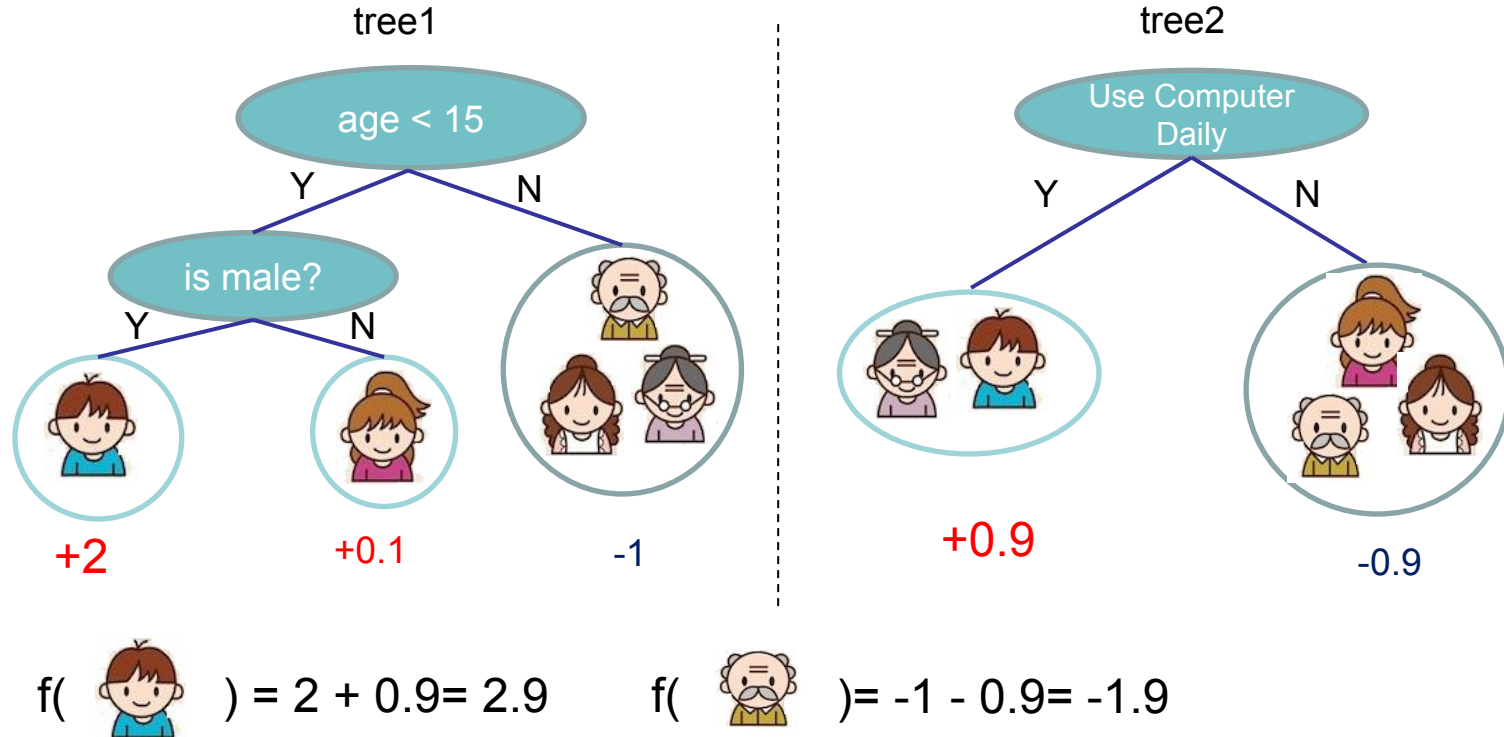 tree1
age < 15
Y
N
is male?
Y
N
+2
+0.1
-1
tree2
Use Computer
Daily
Y
N
+0.9
-0.9
f( ) = 2 + 0.9= 2.9
f( )= -1 - 0.9= -1.9